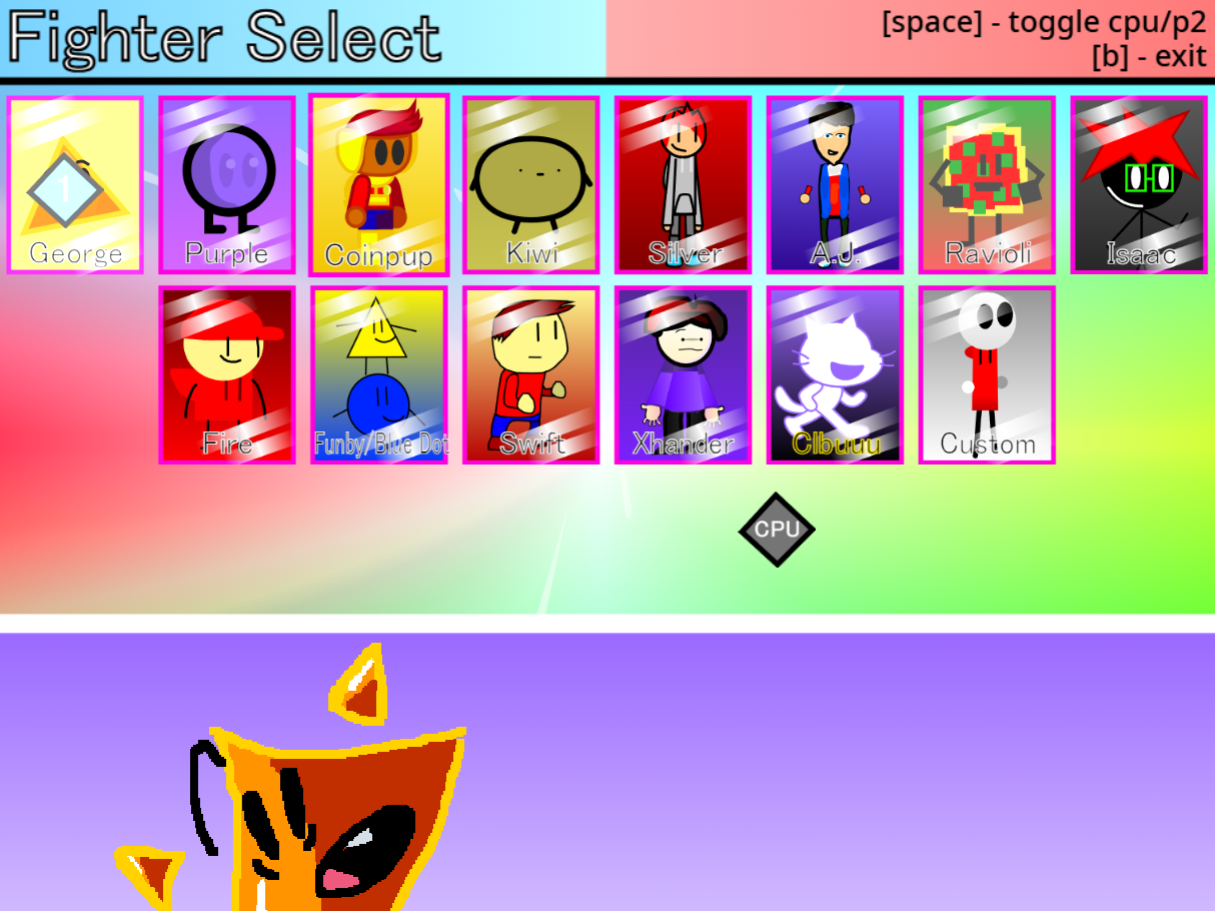 Fighter Select
[space] - toggle cpu/p2
[b] - exit
1
George
Purple
Coinpup
Kiwi
Silver
A.J.
Ravioli
Isaac
Fire
Funby/Blue Dot
Swift
Xhander
Clbuuu
Custom
CPU